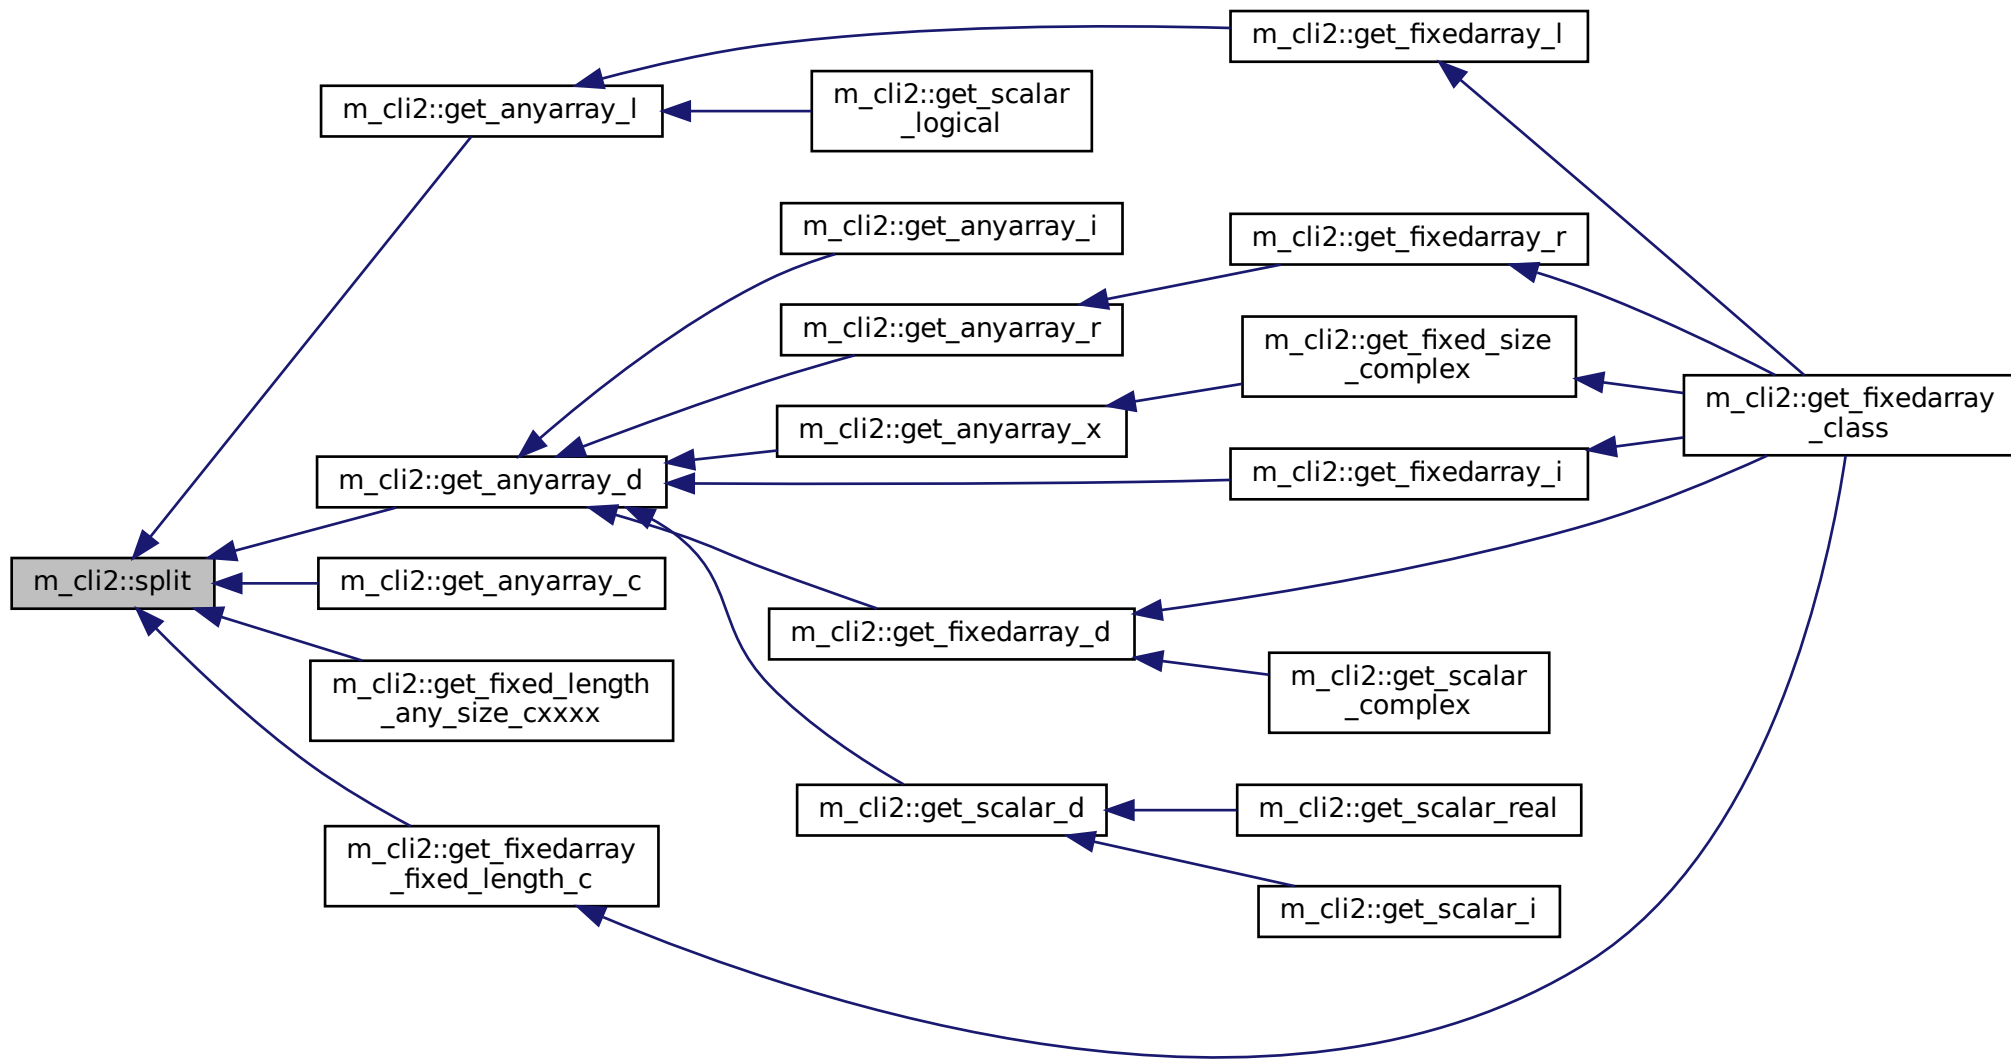 m_cli2::split
m_cli2::get_anyarray_l
m_cli2::get_fixedarray_l
m_cli2::get_scalar
_logical
m_cli2::get_anyarray_d
m_cli2::get_anyarray_i
m_cli2::get_anyarray_r
m_cli2::get_fixedarray_r
m_cli2::get_anyarray_x
m_cli2::get_fixed_size
_complex
m_cli2::get_fixedarray_i
m_cli2::get_fixedarray
_class
m_cli2::get_fixedarray_d
m_cli2::get_scalar
_complex
m_cli2::get_scalar_d
m_cli2::get_scalar_real
m_cli2::get_scalar_i
m_cli2::get_anyarray_c
m_cli2::get_fixed_length
_any_size_cxxxx
m_cli2::get_fixedarray
_fixed_length_c